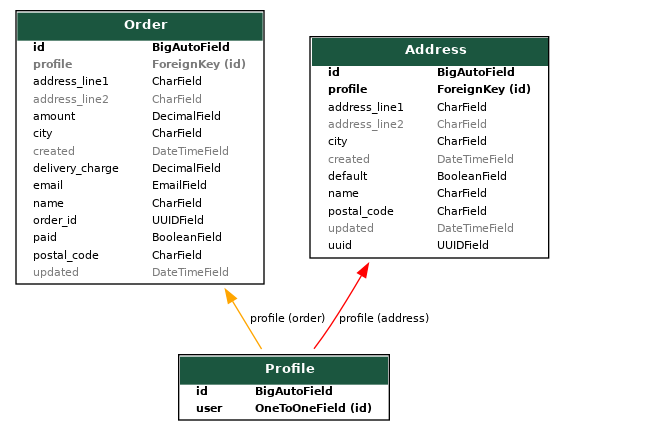 Order
id BigAutoField
profile ForeignKey (id)
address_line1 CharField
address_line2 CharField
amount DecimalField
city CharField
created DateTimeField
delivery_charge DecimalField
email EmailField
name CharField
order_id UUIDField
paid BooleanField
postal_code CharField
updated DateTimeField
Address
id BigAutoField
profile ForeignKey (id)
address_line1 CharField
address_line2 CharField
city CharField
created DateTimeField
default BooleanField
name CharField
postal_code CharField
updated DateTimeField
uuid UUIDField
profile (order)
profile (address)
Profile
id BigAutoField
user OneToOneField (id)